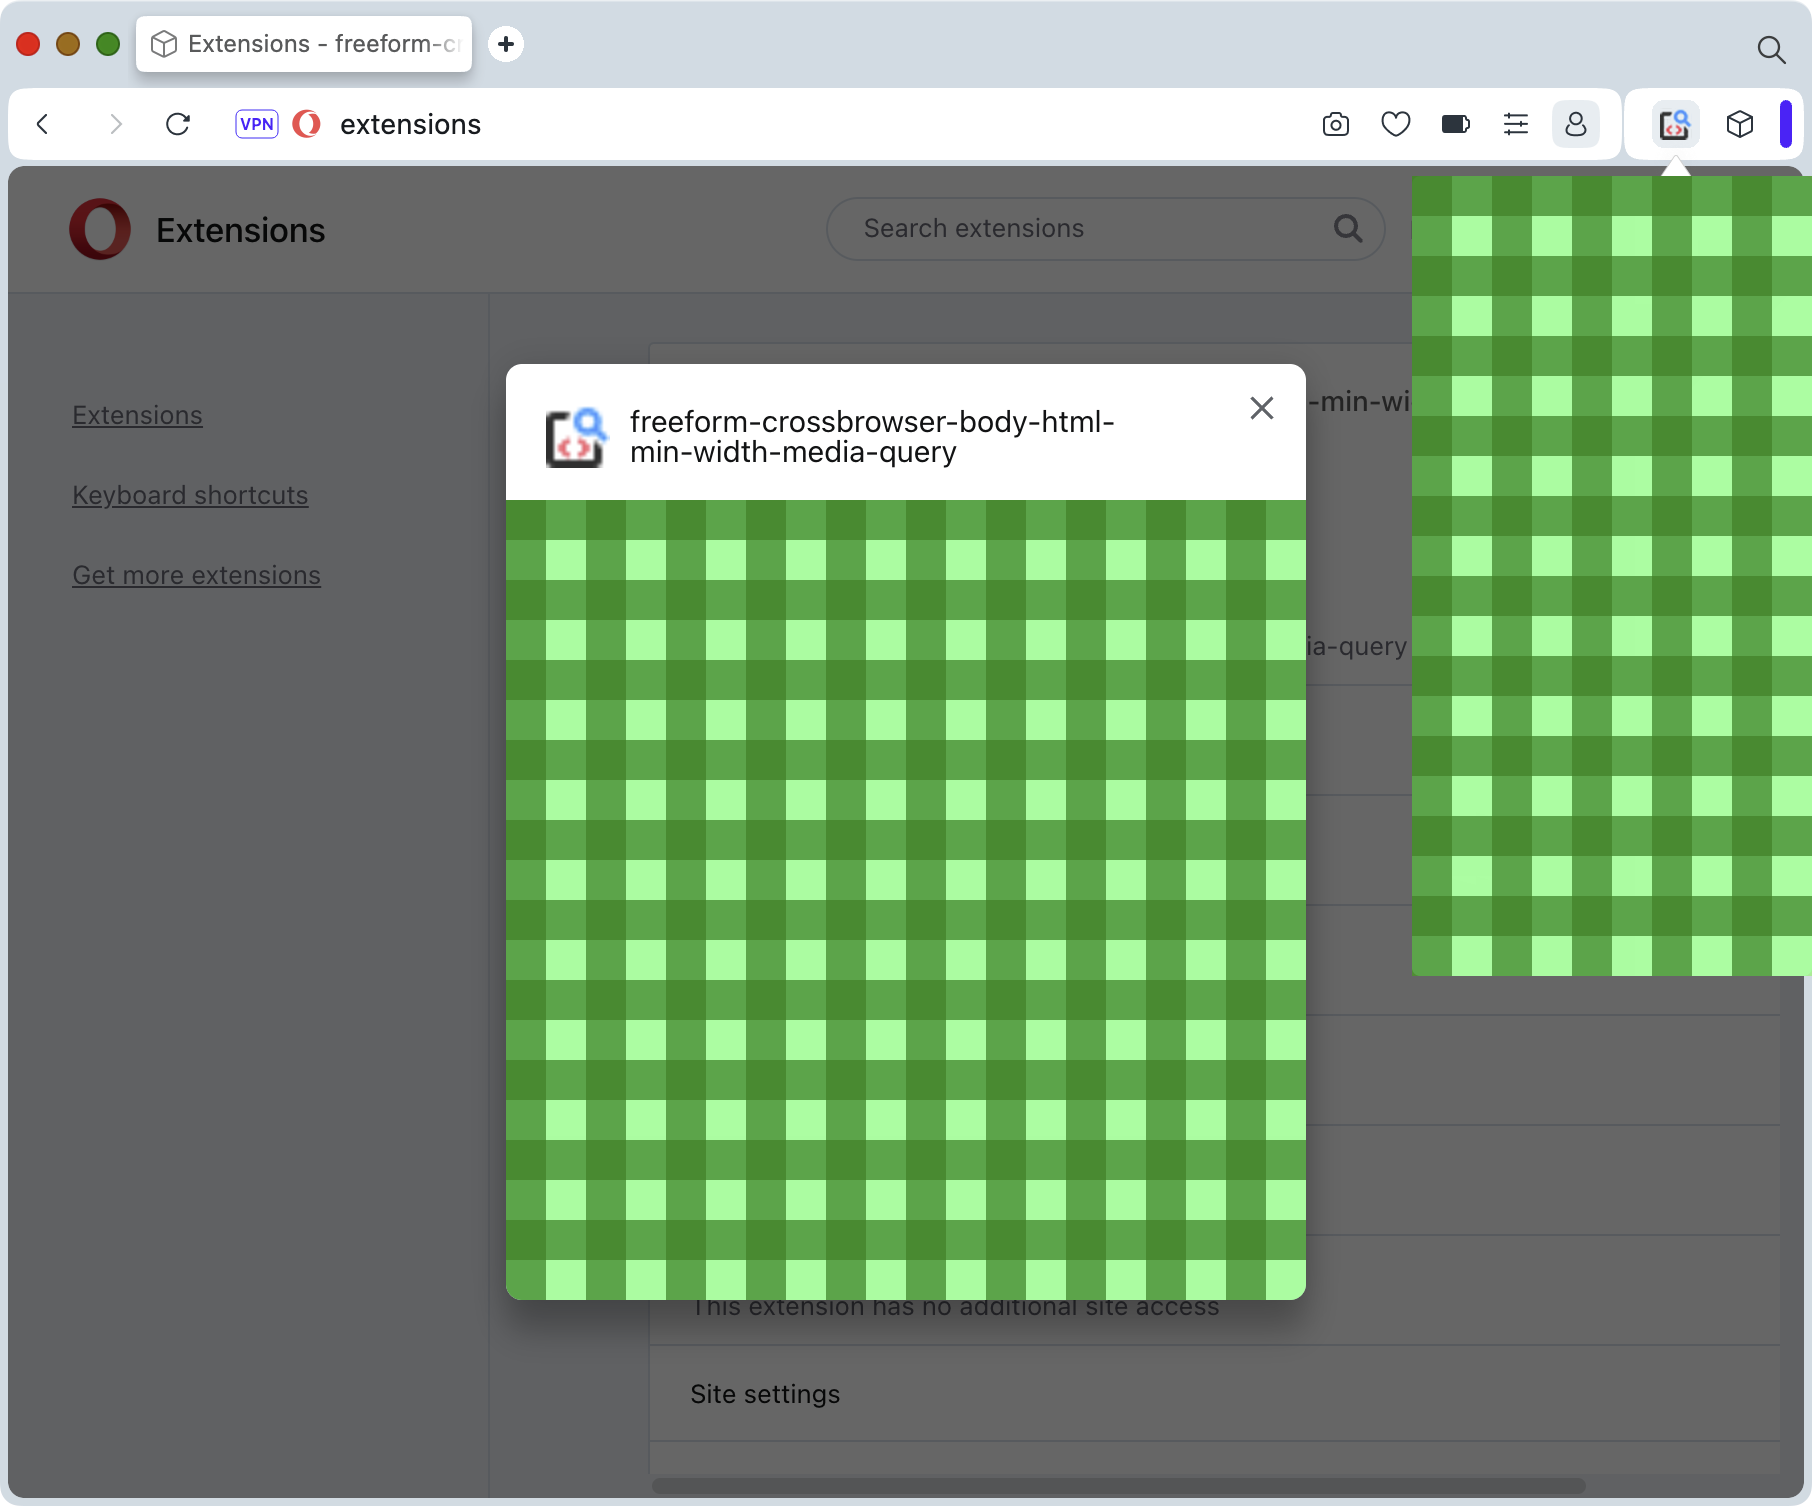 Extensions - freeform-c
VPN
extensions
Extensions
Search extensions
Extensions
Keyboard shortcuts
Get more extensions
freeform-crossbrowser-body-html-
min-width-media-query
-min-wi
ia-query
This extension has no additional site access
Site settings